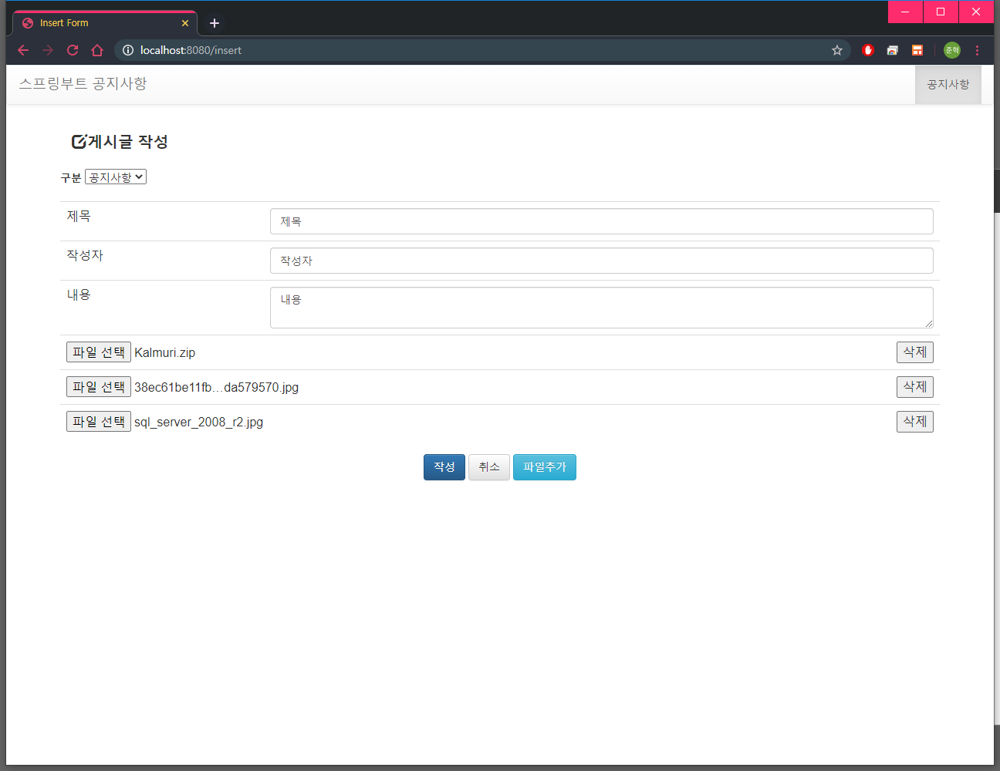 Insert Form
localhost:8080/insert
준혁
스프링부트 공지사항
공지사항
게시글 작성
구분 공지사항
제목 제목
작성자 작성자
내용 내용
파일 선택 Kalmuri.zip 삭제
파일 선택 38ec61be11fb...da579570.jpg 삭제
파일 선택 sql_server_2008_r2.jpg 삭제
작성 취소 파일추가